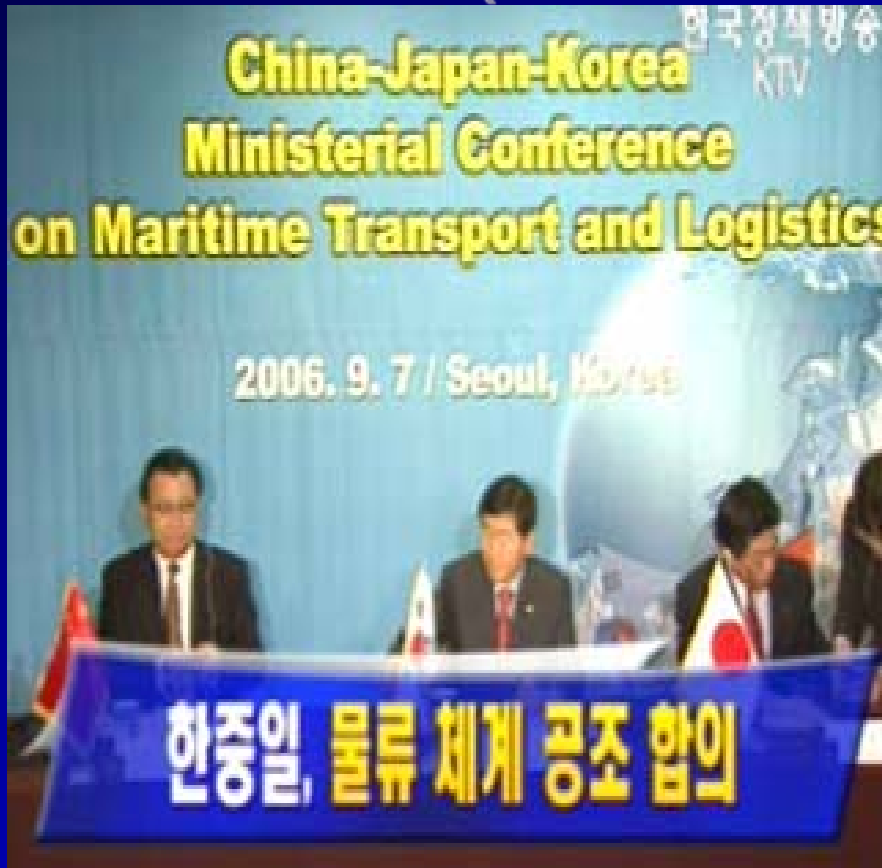 한국정책방송
KTV
China-Japan-Korea
Ministerial Conference
on Maritime Transport and Logistics
2006. 9. 7 / Seoul, Korea
한중일, 물류 체계 공조 합의